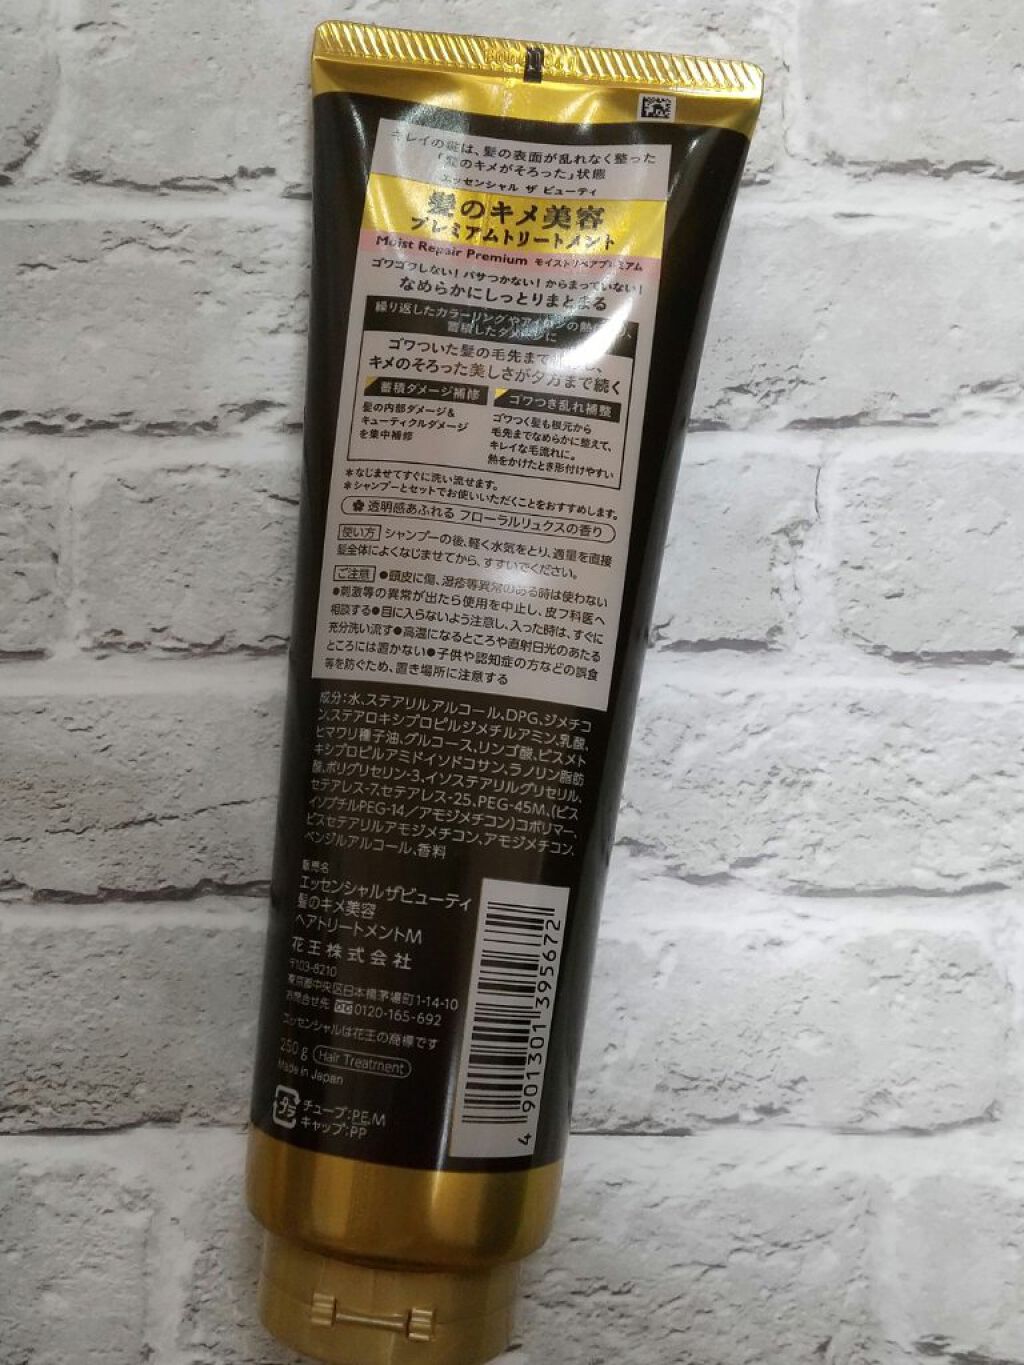 キレイの鍵は、髪の表面が乱れなく整った
「髪のキメがそろった」状態
エッセンシャル ザ ビューティ
髪のキメ美容
プレミアムトリートメント
Moist Repair Premium モイストリペアプレミアム
ゴワゴワしない!パサつかない!からまっていない!
なめらかにしっとりまとまる
繰り返したカラーリングやアイロンの熱
蓄積したダメージに
ゴワついた髪の毛先まで
キメのそろった美しさが夕方まで続く
蓄積ダメージ補修
髪の内部ダメージ&
キューティクルダメージ
を集中補修
ゴワつき乱れ補整
ゴワつく髪も根元から
毛先までなめらかに整えて、
キレイな毛流れに。
熱をかけたとき形付けやすい
*なじませてすぐに洗い流せます。
*シャンプーとセットでお使いいただくことをおすすめします。
透明感あふれる フローラルリュクスの香り
使い方 シャンプーの後、軽く水気をとり、適量を直接
髪全体によくなじませてから、すすいでください。
ご注意 ●頭皮に傷、湿疹等異常のある時は使わない
●刺激等の異常が出たら使用を中止し、皮フ科医へ
相談する●目に入らないよう注意し、入った時は、すぐに
充分洗い流す●高温になるところや直射日光のあたる
ところには置かない●子供や認知症の方などの誤食
等を防ぐため、置き場所に注意する
成分:水、ステアリルアルコール、DPG、ジメチコ
ン、ステアロキシプロピルジメチルアミン、乳酸、
ヒマワリ種子油、グルコース、リンゴ酸、ビスメト
キシプロピルアミドイソドコサン、ラノリン脂肪
酸、ポリグリセリン-3、イソステアリルグリセリル、
セテアレス-7、セテアレス-25、PEG-45M、(ビス
イソブチルPEG-14/アモジメチコン)コポリマー、
ビスセテアリルアモジメチコン、アモジメチコン、
ベンジルアルコール、香料
販売名
エッセンシャルザビューティ
髪のキメ美容
ヘアトリートメントM
花王株式会社
〒103-8210
東京都中央区日本橋茅場町1-14-10
お問合せ先 0120-165-692
エッセンシャルは花王の商標です
250g Hair Treatment
Made in Japan
プラ チューブ:PE,M
キャップ:PP
4 901301 395672